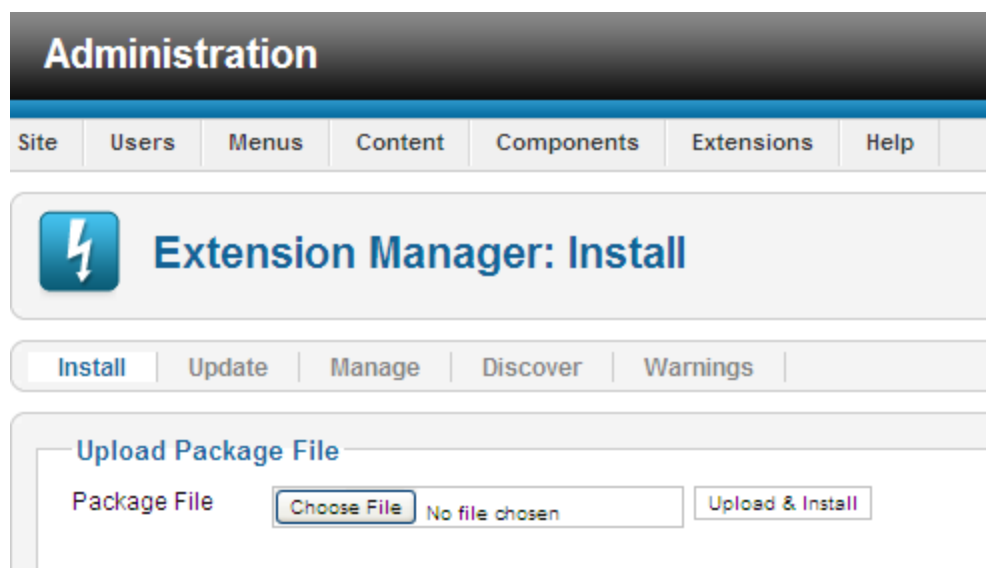 Administration
Site Users Menus Content Components Extensions Help
Extension Manager: Install
Install Update Manage Discover Warnings
Upload Package File
Package File Choose File No file chosen Upload & Install